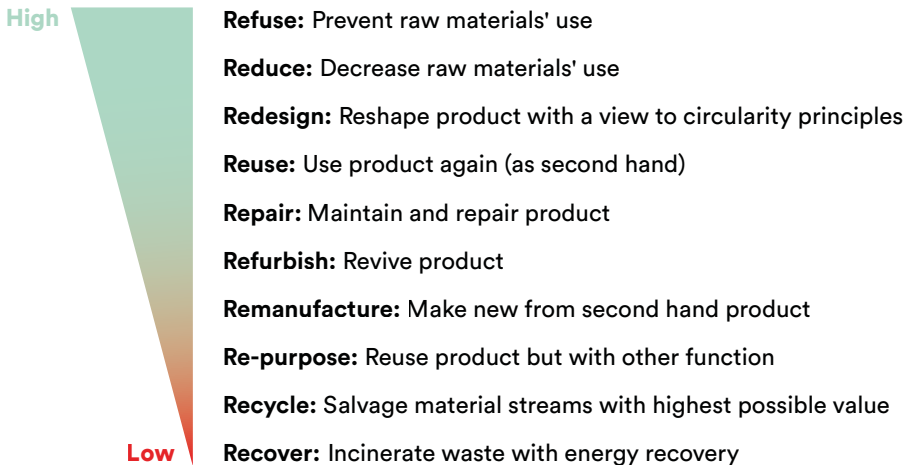 High
Refuse: Prevent raw materials' use
Reduce: Decrease raw materials' use
Redesign: Reshape product with a view to circularity principles
Reuse: Use product again (as second hand)
Repair: Maintain and repair product
Refurbish: Revive product
Remanufacture: Make new from second hand product
Re-purpose: Reuse product but with other function
Recycle: Salvage material streams with highest possible value
Low
Recover: Incinerate waste with energy recovery